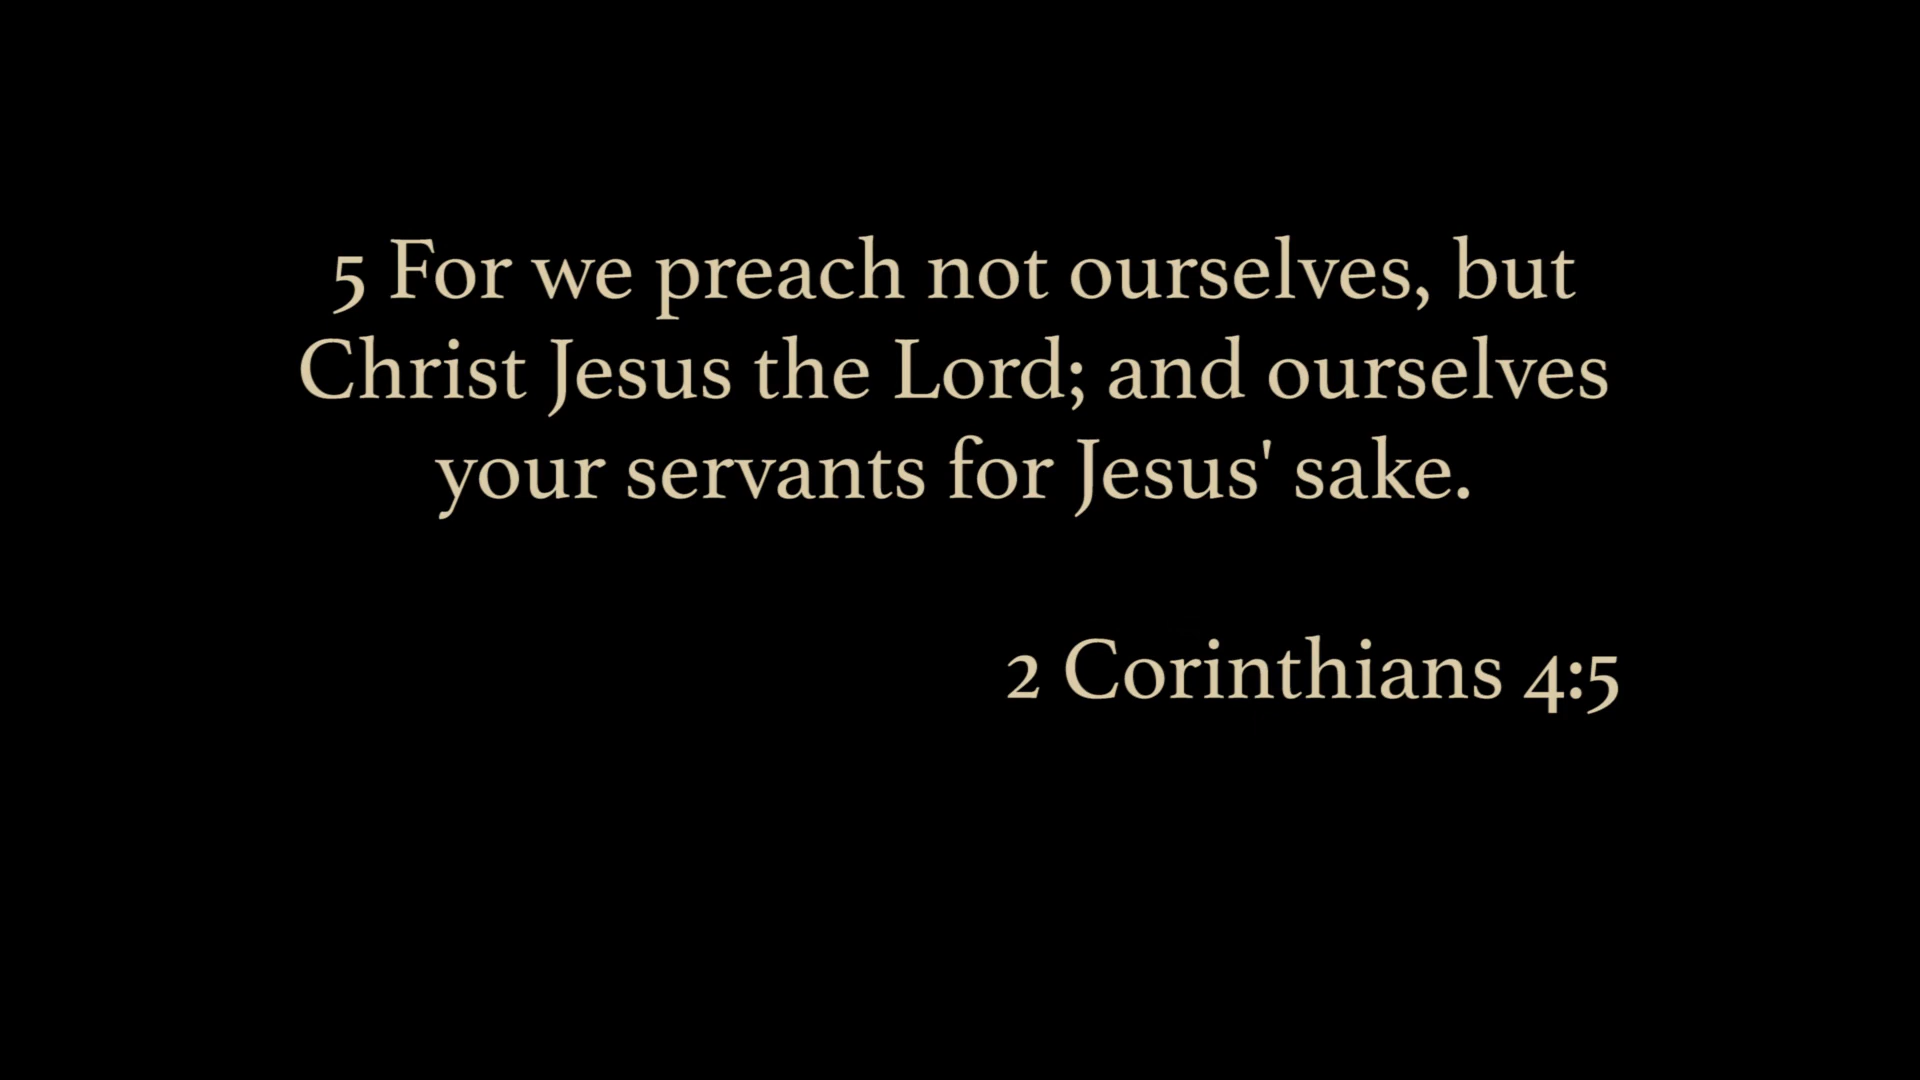 5 For we preach not ourselves, but
Christ Jesus the Lord; and ourselves
your servants for Jesus' sake.
2 Corinthians 4:5